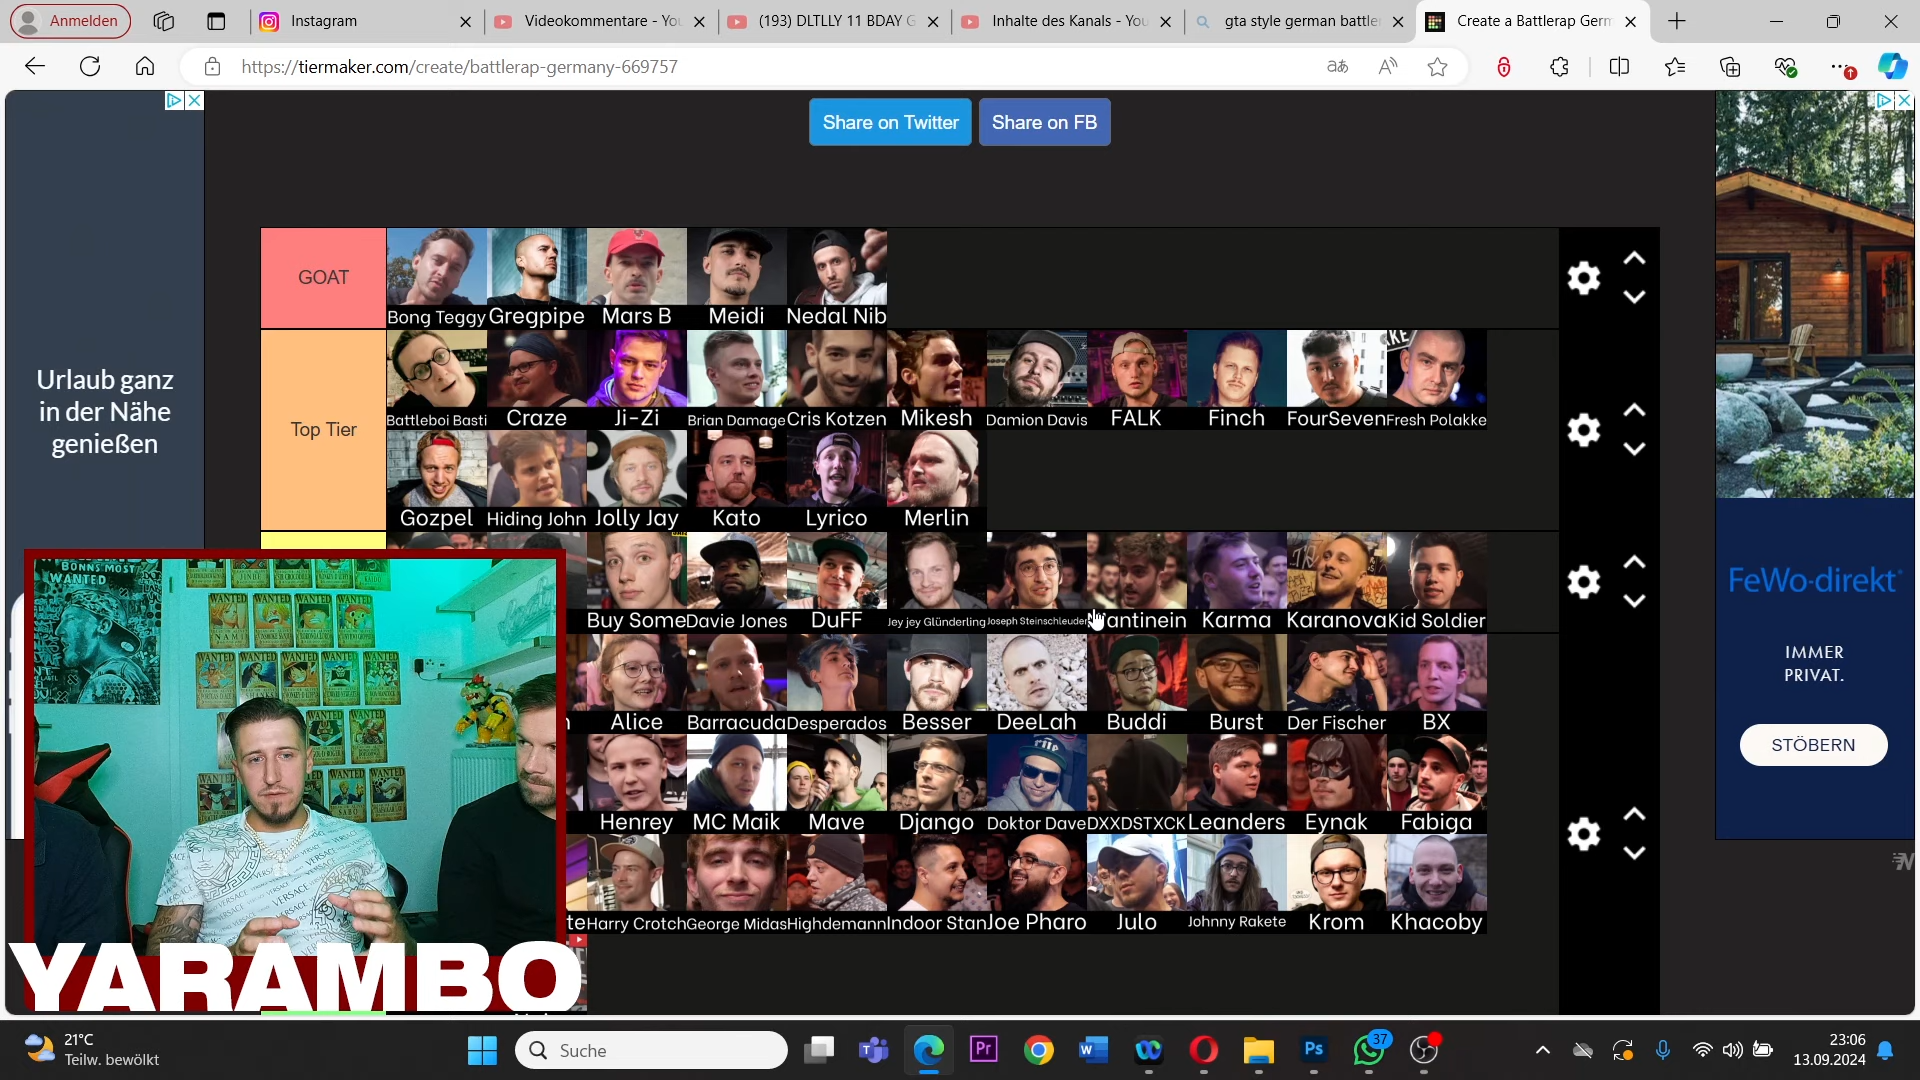 Anmelden
Instagram
Videokommentare - You
(193) DLTLLY 11 BDAY G
Inhalte des Kanals - You
gta style german battle
Create a Battlerap Germ
https://tiermaker.com/create/battlerap-germany-669757
Share on Twitter
Share on FB
GOAT
Bong Teggy Gregpipe Mars B Meidi Nedal Nib
Top Tier
Battleboi Basti Craze Ji-Zi Brian Damage Cris Kotzen Mikesh Damion Davis FALK Finch FourSeven Fresh Polakke
Gozpel Hiding John Jolly Jay Kato Lyrico Merlin
Buy Some Davie Jones DuFF Jey jey Glünderling Joseph Steinschleuder antinein Karma Karanova Kid Soldier
Alice Barracuda Desperados Besser DeeLah Buddi Burst Der Fischer BX
Henrey MC Maik Mave Django Doktor Dave DXXDSTXCK Leanders Eynak Fabiga
te Harry Crotch George Midas Highdemann Indoor Stan Joe Pharo Julo Johnny Rakete Krom Khacoby
Urlaub ganz
in der Nähe
genießen
FeWo-direkt
IMMER
PRIVAT.
STÖBERN
BONNS MOST
WANTED
YARAMBO
21°C
Teilw. bewölkt
Suche
37
23:06
13.09.2024